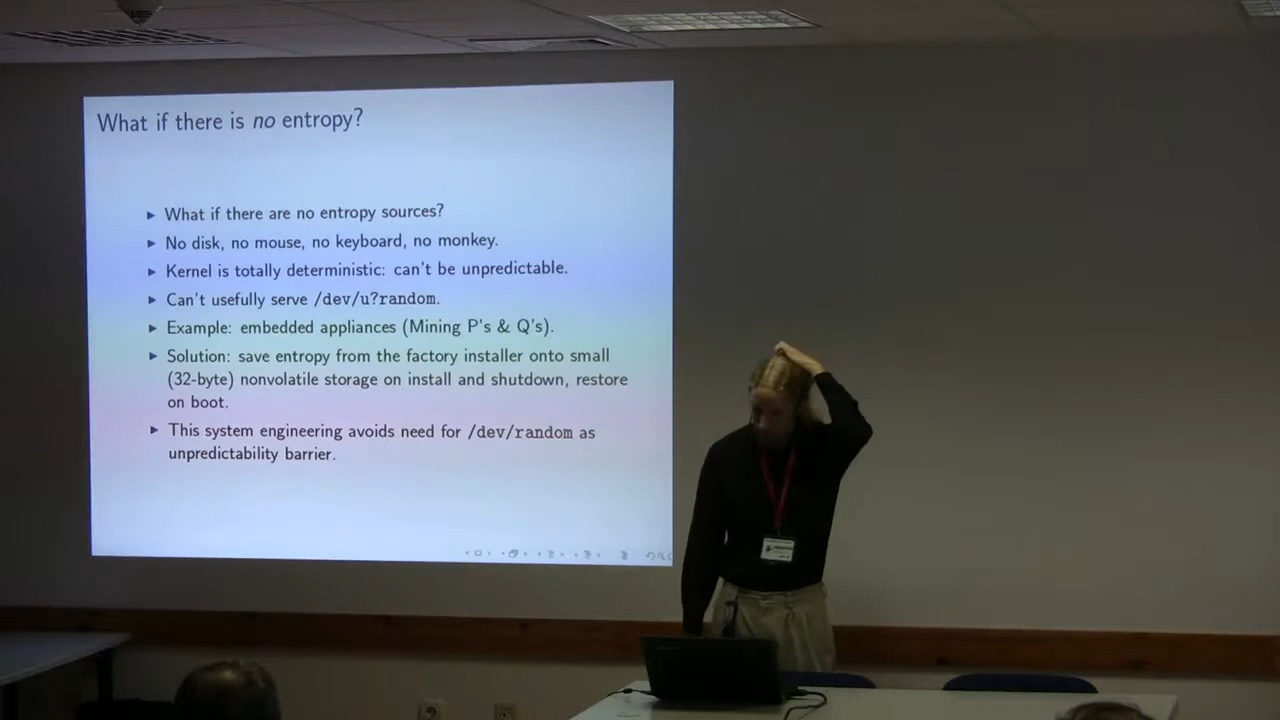 What if there is no entropy?
▶ What if there are no entropy sources?
▶ No disk, no mouse, no keyboard, no monkey.
▶ Kernel is totally deterministic: can't be unpredictable.
▶ Can't usefully serve /dev/u?random.
▶ Example: embedded appliances (Mining P's & Q's).
▶ Solution: save entropy from the factory installer onto small
(32-byte) nonvolatile storage on install and shutdown, restore
on boot.
▶ This system engineering avoids need for /dev/random as
unpredictability barrier.